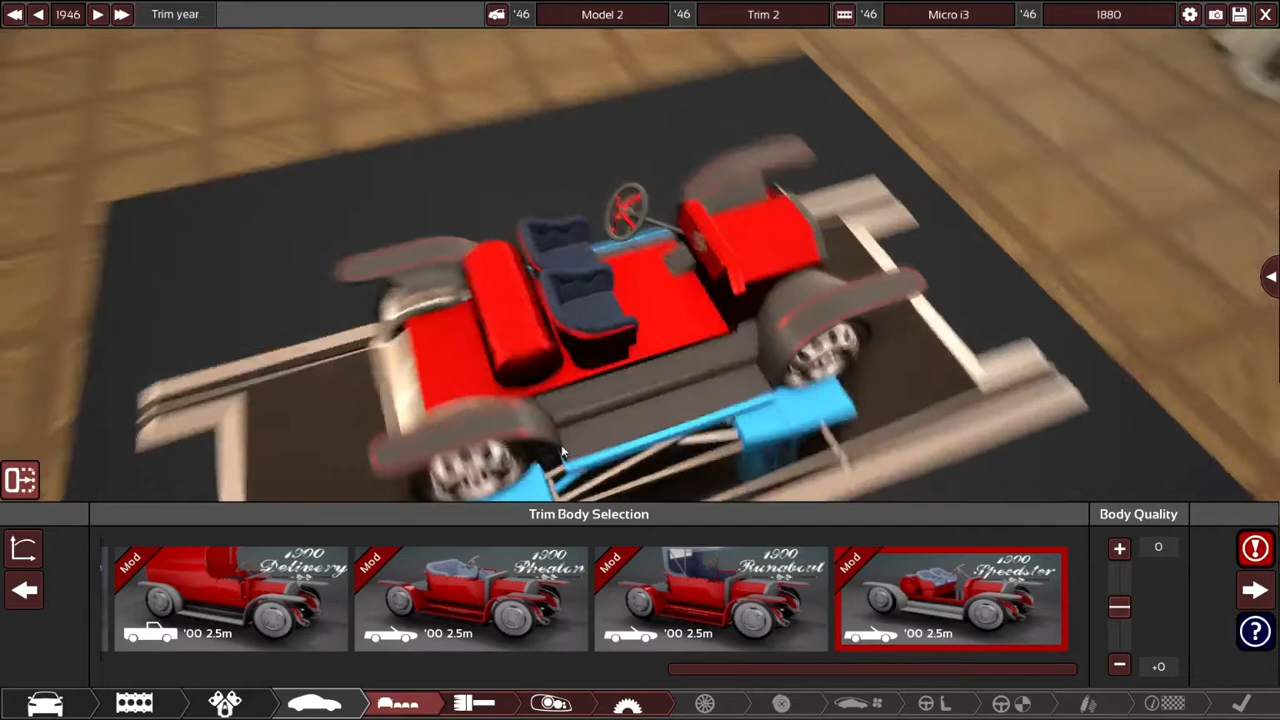 1946
Trim year
'46
Model 2
'46
Trim 2
'46
Micro i3
'46
1880
Trim Body Selection
Body Quality
Mod
1900
Delivery
'00 2.5m
Mod
1900
Pheaton
'00 2.5m
Mod
1900
Runabout
'00 2.5m
Mod
1900
Speedster
'00 2.5m
+
0
−
+0